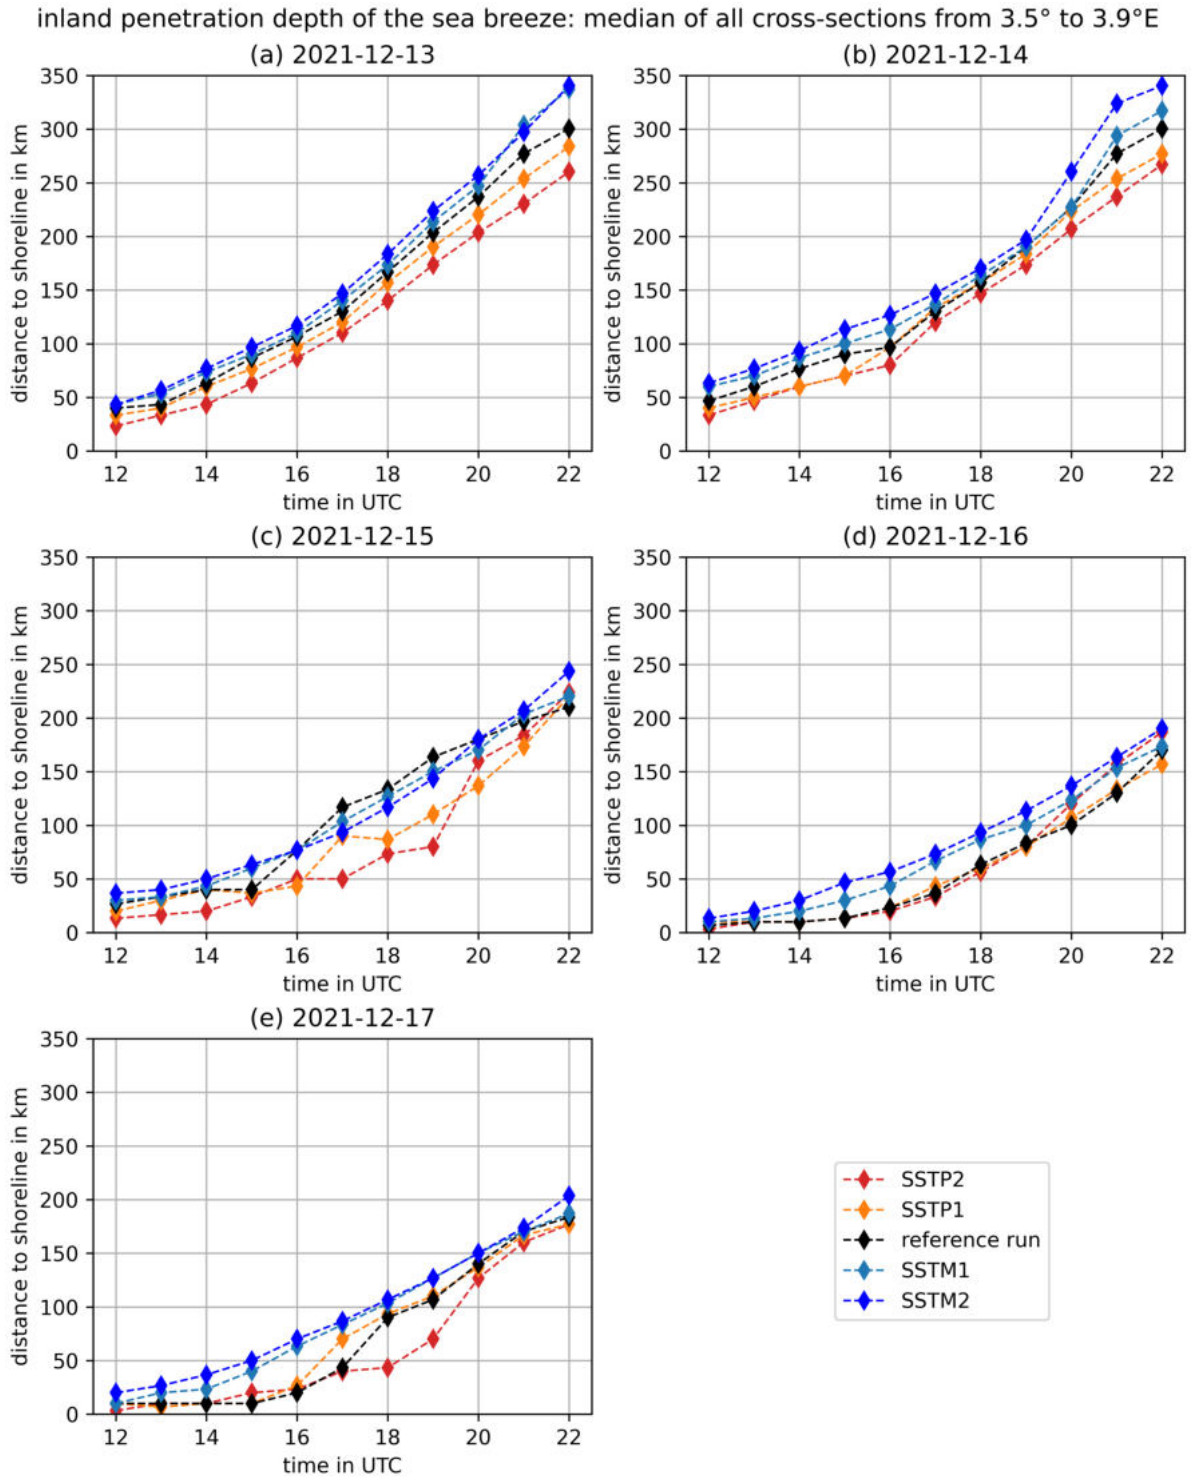 inland penetration depth of the sea breeze: median of all cross-sections from 3.5° to 3.9°E
(a) 2021-12-13
350
300
250
200
150
100
50
0
distance to shoreline in km
12 14 16 18 20 22
time in UTC
(b) 2021-12-14
350
300
250
200
150
100
50
0
distance to shoreline in km
12 14 16 18 20 22
time in UTC
(c) 2021-12-15
350
300
250
200
150
100
50
0
distance to shoreline in km
12 14 16 18 20 22
time in UTC
(d) 2021-12-16
350
300
250
200
150
100
50
0
distance to shoreline in km
12 14 16 18 20 22
time in UTC
(e) 2021-12-17
350
300
250
200
150
100
50
0
distance to shoreline in km
12 14 16 18 20 22
time in UTC
SSTP2
SSTP1
reference run
SSTM1
SSTM2